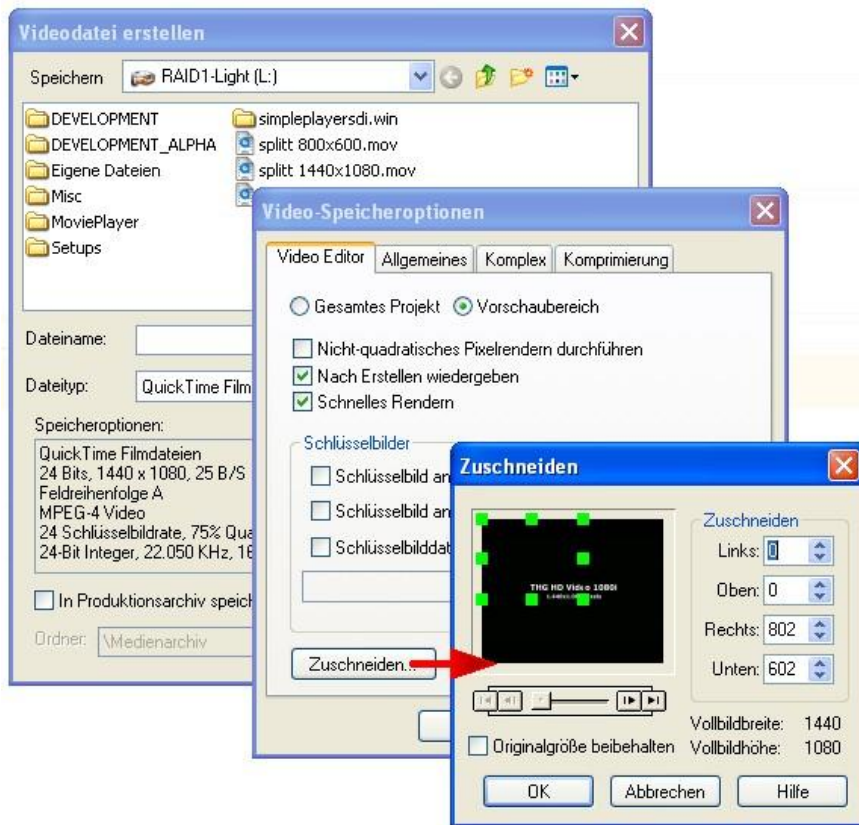 Videodatei erstellen
Speichern
RAID1-Light (L:)
DEVELOPMENT
DEVELOPMENT_ALPHA
Eigene Dateien
Misc
MoviePlayer
Setups
simpleplayersdi.win
splitt 800x600.mov
splitt 1440x1080.mov
Dateiname:
Dateityp:
QuickTime Film
Speicheroptionen:
QuickTime Filmdateien
24 Bits, 1440 x 1080, 25 B/S
Feldreihenfolge A
MPEG-4 Video
24 Schlüsselbildrate, 75% Qua
24-Bit Integer, 22.050 KHz, 16
In Produktionsarchiv speich
Ordner:
\Medienarchiv
Video-Speicheroptionen
Video Editor
Allgemeines
Komplex
Komprimierung
Gesamtes Projekt
Vorschaubereich
Nicht-quadratisches Pixelrendern durchführen
Nach Erstellen wiedergeben
Schnelles Rendern
Schlüsselbilder
Schlüsselbild an
Schlüsselbild an
Schlüsselbilddat
Zuschneiden...
Zuschneiden
THG HD Video 1080i
Zuschneiden
Links: 0
Oben: 0
Rechts: 802
Unten: 602
Vollbildbreite: 1440
Vollbildhöhe: 1080
Originalgröße beibehalten
OK
Abbrechen
Hilfe